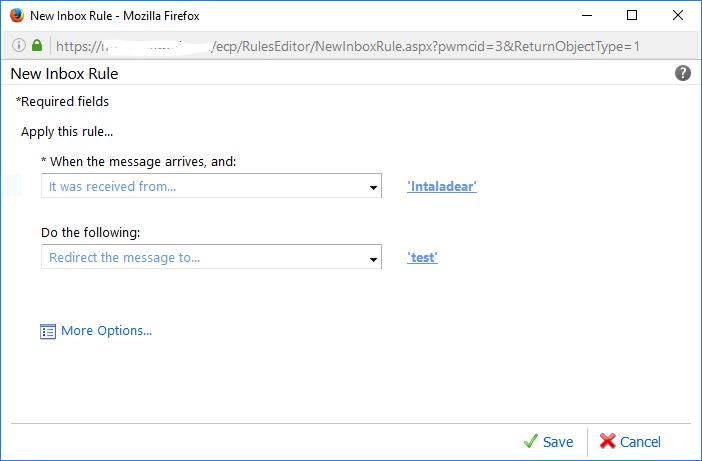 New Inbox Rule - Mozilla Firefox
https:// /ecp/RulesEditor/NewInboxRule.aspx?pwmcid=3&ReturnObjectType=1
New Inbox Rule
*Required fields
Apply this rule...
* When the message arrives, and:
It was received from... 'Intaladear'
Do the following:
Redirect the message to... 'test'
More Options...
Save Cancel